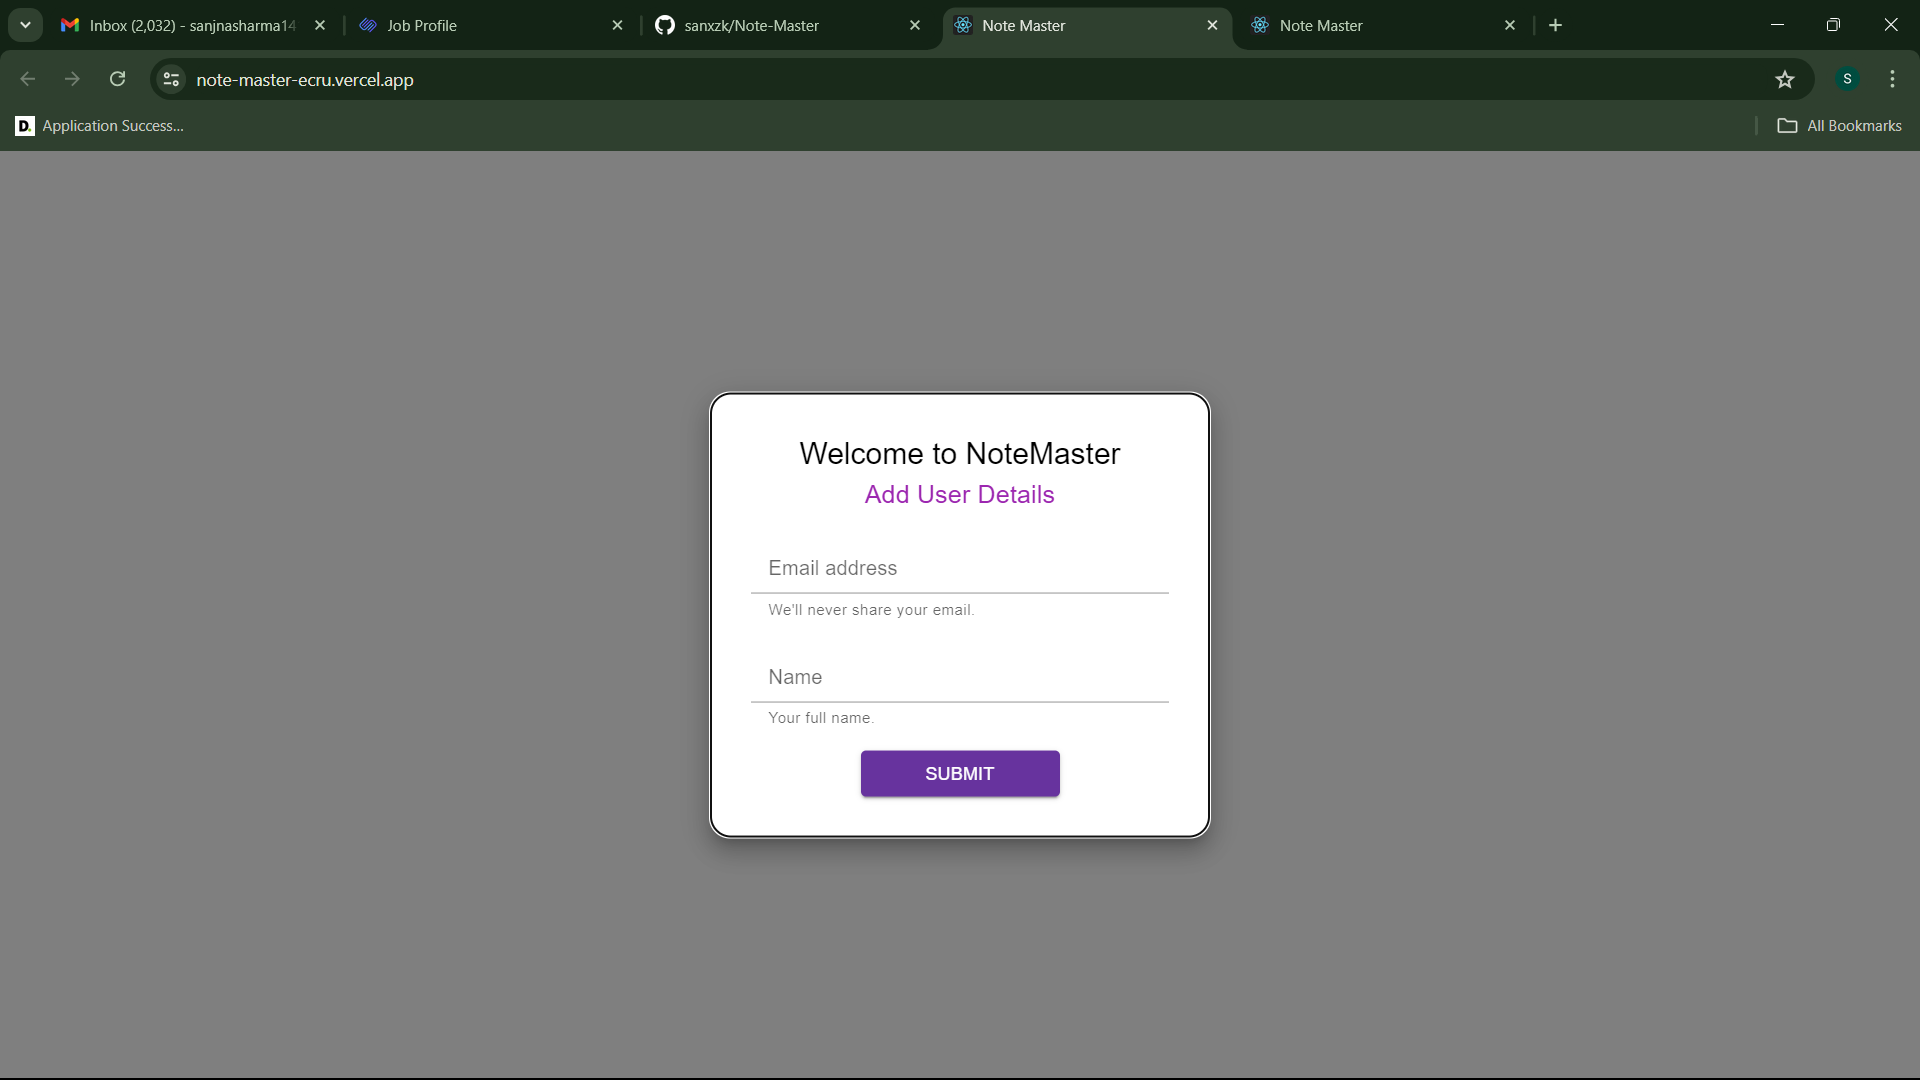 Inbox (2,032) - sanjnasharma14
Job Profile
sanxzk/Note-Master
Note Master
Note Master
note-master-ecru.vercel.app
S
D. Application Success...
All Bookmarks
Welcome to NoteMaster
Add User Details
Email address
We'll never share your email.
Name
Your full name.
SUBMIT